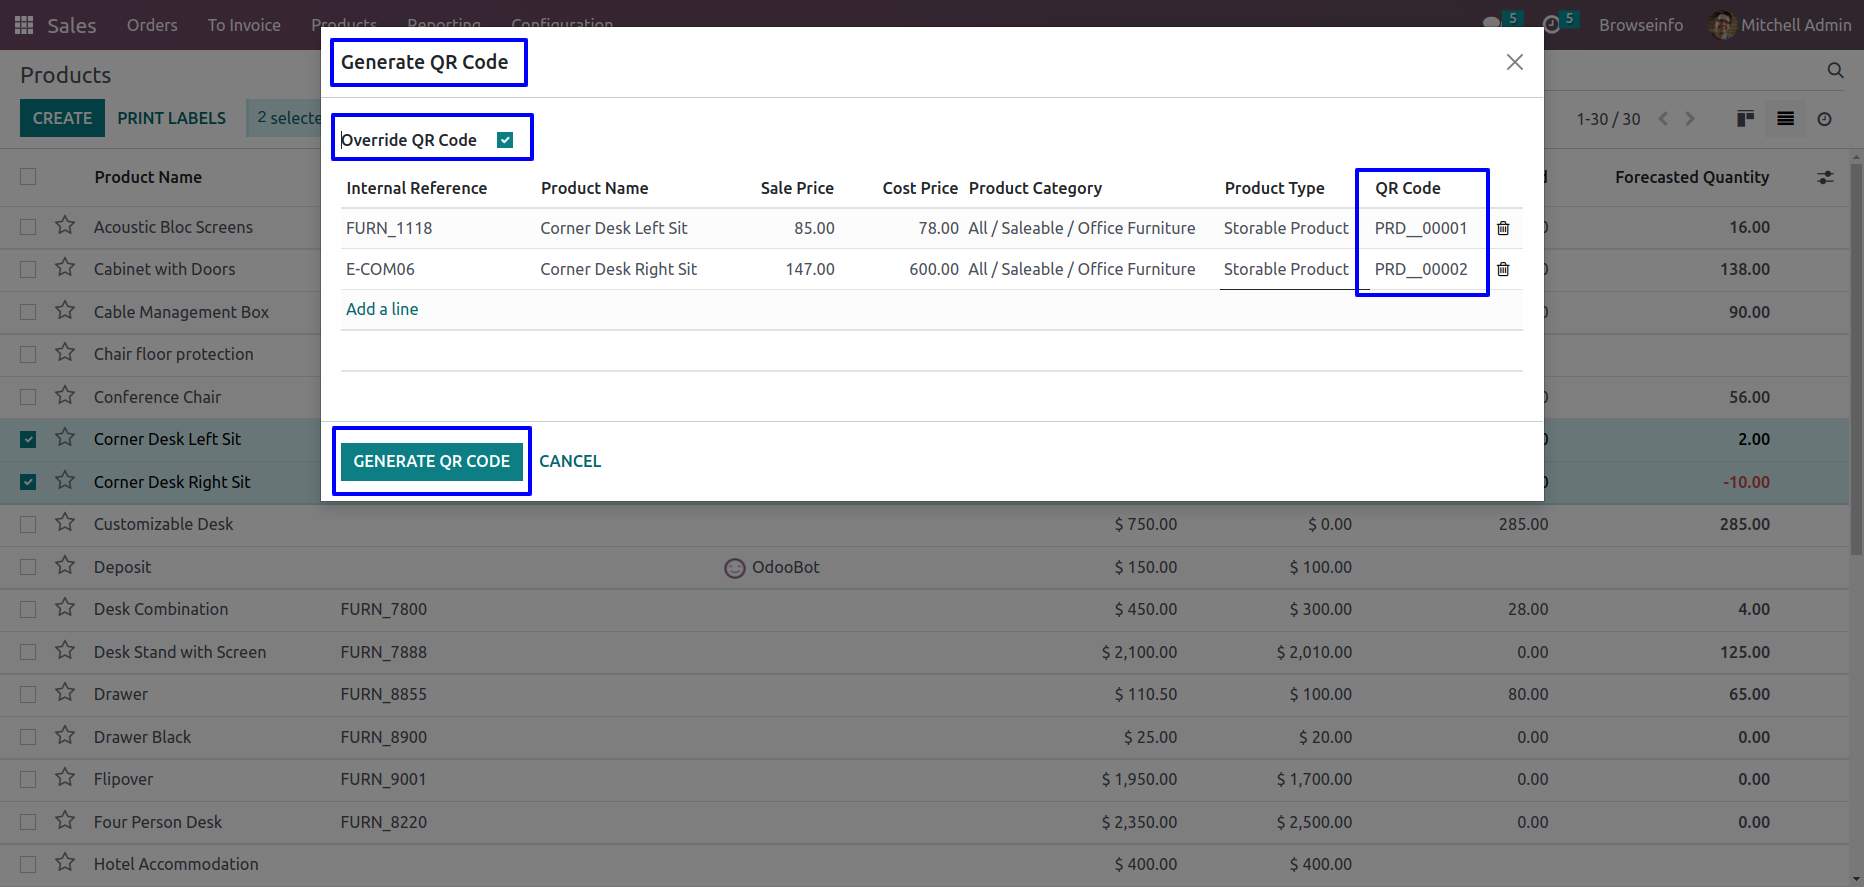 Sales Orders To Invoice Products Reporting Configuration 5 5 Browseinfo Mitchell Admin
Products
CREATE PRINT LABELS 2 selecte 1-30 / 30
Product Name Forecasted Quantity
Generate QR Code
Override QR Code
Internal Reference Product Name Sale Price Cost Price Product Category Product Type QR Code
FURN_1118 Corner Desk Left Sit 85.00 78.00 All / Saleable / Office Furniture Storable Product PRD__00001
E-COM06 Corner Desk Right Sit 147.00 600.00 All / Saleable / Office Furniture Storable Product PRD__00002
Add a line
GENERATE QR CODE CANCEL
Acoustic Bloc Screens 16.00
Cabinet with Doors 138.00
Cable Management Box 90.00
Chair floor protection
Conference Chair 56.00
Corner Desk Left Sit 2.00
Corner Desk Right Sit -10.00
Customizable Desk $ 750.00 $ 0.00 285.00 285.00
Deposit OdooBot $ 150.00 $ 100.00
Desk Combination FURN_7800 $ 450.00 $ 300.00 28.00 4.00
Desk Stand with Screen FURN_7888 $ 2,100.00 $ 2,010.00 0.00 125.00
Drawer FURN_8855 $ 110.50 $ 100.00 80.00 65.00
Drawer Black FURN_8900 $ 25.00 $ 20.00 0.00 0.00
Flipover FURN_9001 $ 1,950.00 $ 1,700.00 0.00 0.00
Four Person Desk FURN_8220 $ 2,350.00 $ 2,500.00 0.00 0.00
Hotel Accommodation $ 400.00 $ 400.00